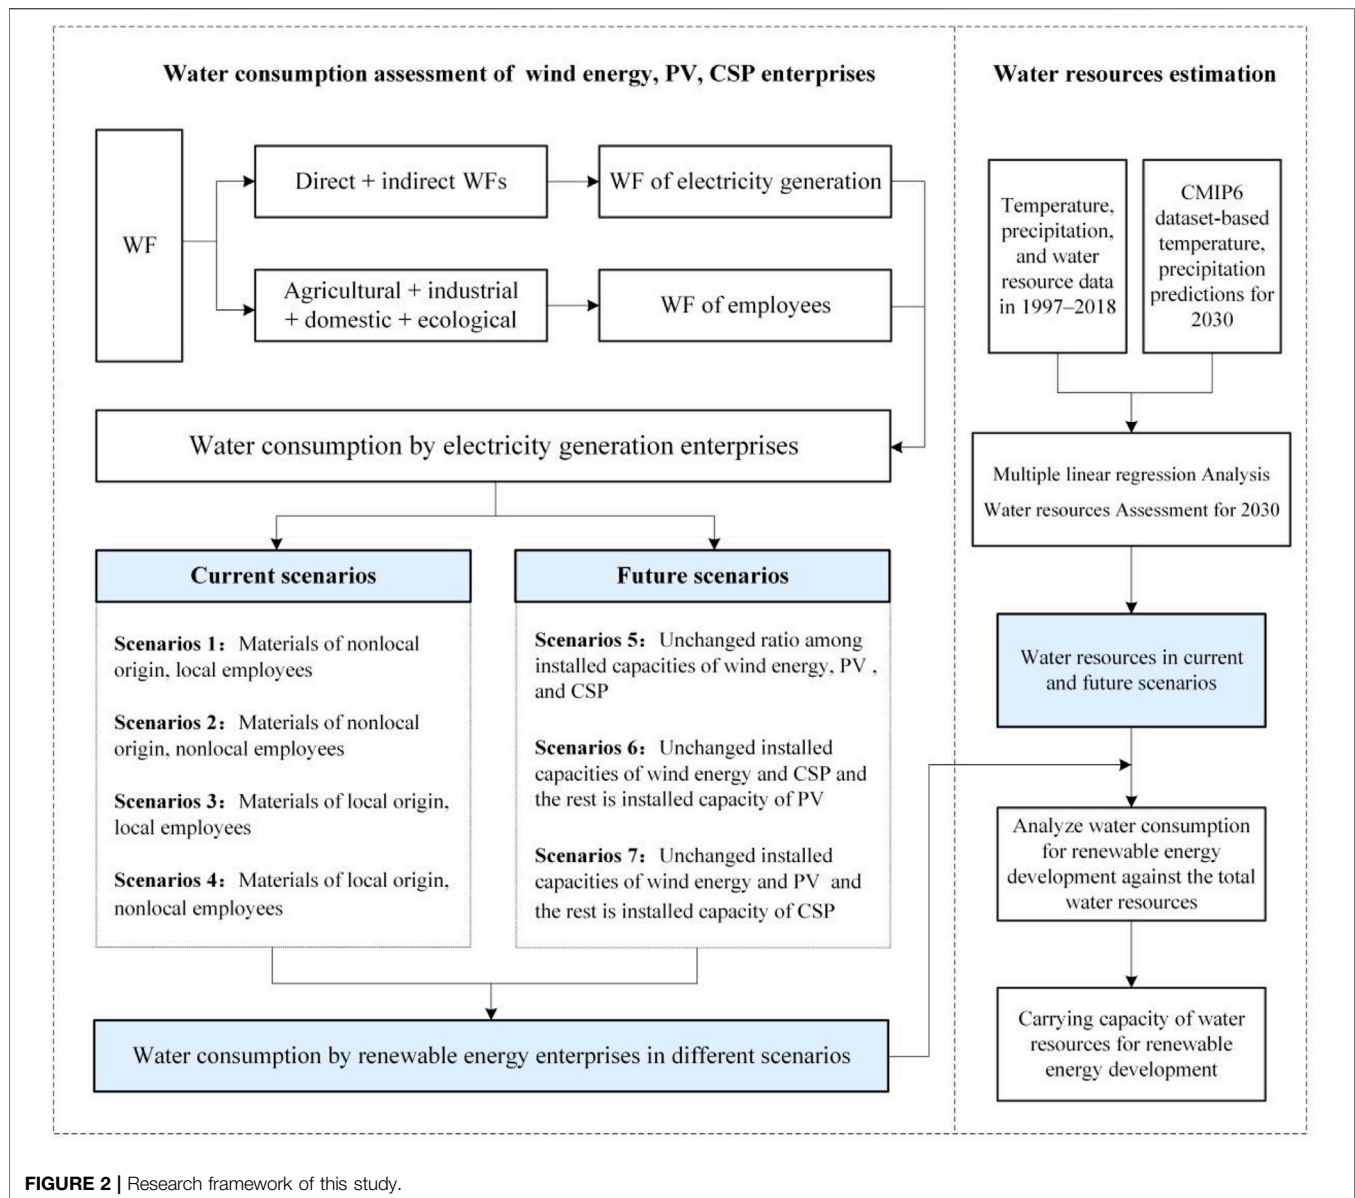 Water consumption assessment of wind energy, PV, CSP enterprises
WF
Direct + indirect WFs
WF of electricity generation
Agricultural + industrial
+ domestic + ecological
WF of employees
Water consumption by electricity generation enterprises
Current scenarios
Scenarios 1：Materials of nonlocal
origin, local employees
Scenarios 2：Materials of nonlocal
origin, nonlocal employees
Scenarios 3：Materials of local origin,
local employees
Scenarios 4：Materials of local origin,
nonlocal employees
Future scenarios
Scenarios 5：Unchanged ratio among
installed capacities of wind energy, PV ,
and CSP
Scenarios 6：Unchanged installed
capacities of wind energy and CSP and
the rest is installed capacity of PV
Scenarios 7：Unchanged installed
capacities of wind energy and PV and
the rest is installed capacity of CSP
Water consumption by renewable energy enterprises in different scenarios
Water resources estimation
Temperature,
precipitation,
and water
resource data
in 1997–2018
CMIP6
dataset-based
temperature,
precipitation
predictions for
2030
Multiple linear regression Analysis
Water resources Assessment for 2030
Water resources in current
and future scenarios
Analyze water consumption
for renewable energy
development against the total
water resources
Carrying capacity of water
resources for renewable
energy development
FIGURE 2 | Research framework of this study.